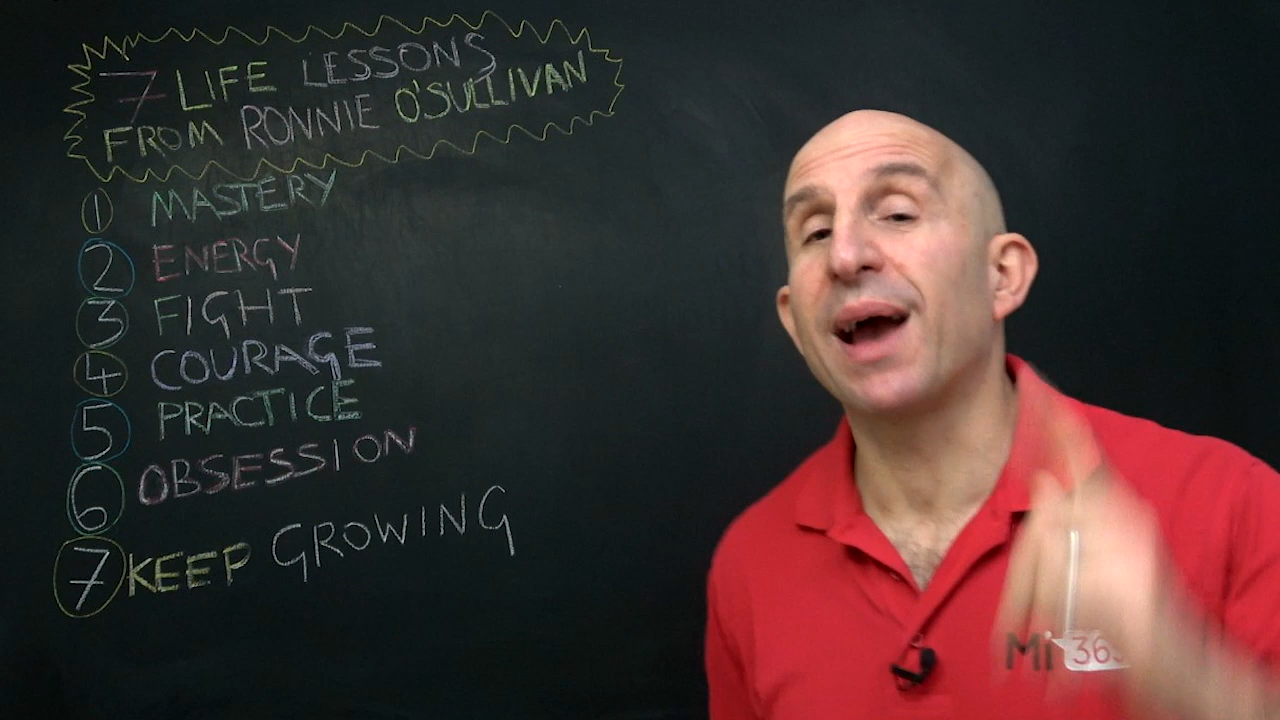 7 LIFE LESSONS
FROM RONNIE O'SULLIVAN
1 MASTERY
2 ENERGY
3 FIGHT
4 COURAGE
5 PRACTICE
6 OBSESSION
7 KEEP GROWING
Mi 365